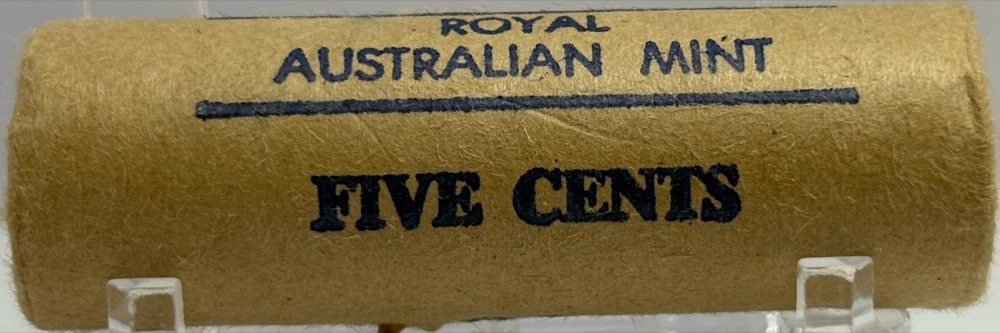 ROYAL
AUSTRALIAN MINT
FIVE CENTS